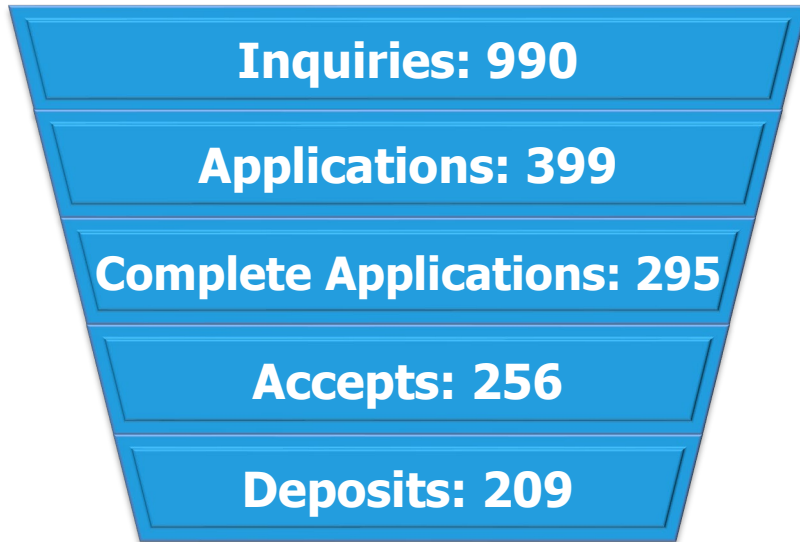 Inquiries: 990
Applications: 399
Complete Applications: 295
Accepts: 256
Deposits: 209